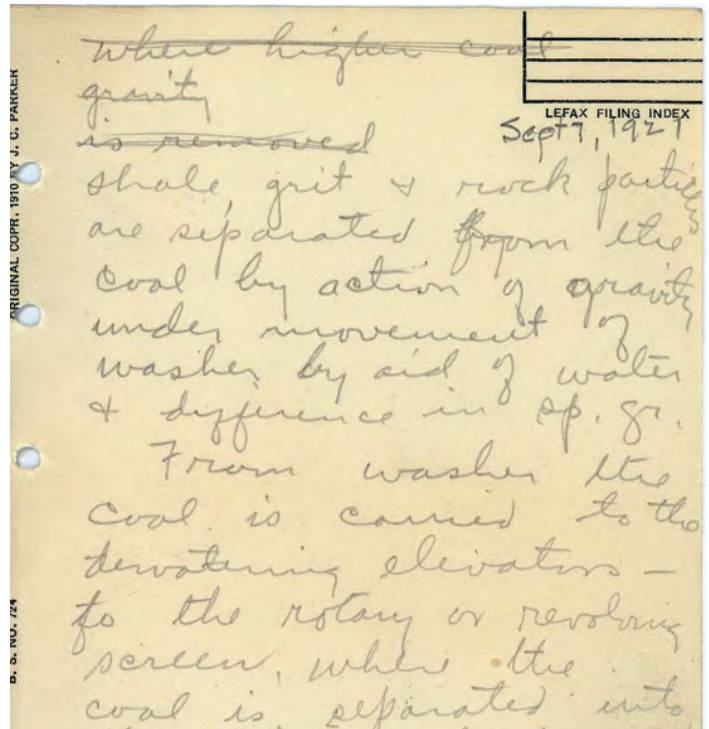 where higher coal
gravity
is removed
LEFAX FILING INDEX
Sept 7, 1921
shale, grit & rock particles
are separated from the
coal by action of gravity
under movement of
washer by aid of water
& difference in sp. gr.
From washer the
coal is carried to the
dewatering elevators —
to the rotary or revolving
screen, where the
coal is separated into
ORIGINAL COPR. 1910 BY J. C. PARKER
B. S. NO. 724